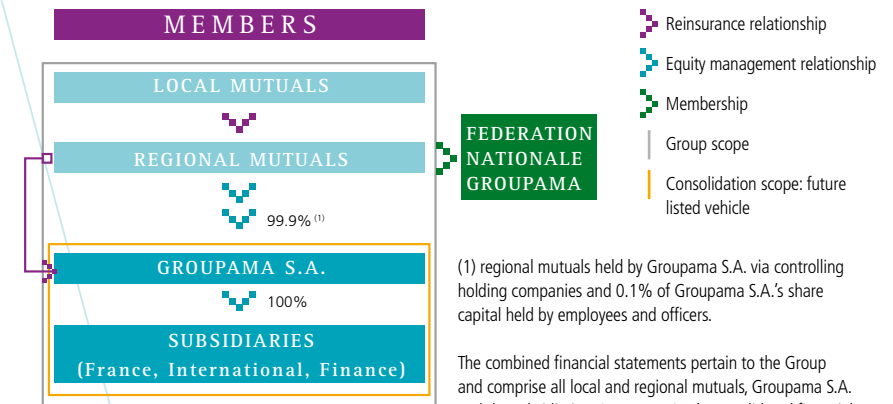 MEMBERS
LOCAL MUTUALS
REGIONAL MUTUALS
99.9% (1)
GROUPAMA S.A.
100%
SUBSIDIARIES
(France, International, Finance)
FEDERATION
NATIONALE
GROUPAMA
Reinsurance relationship
Equity management relationship
Membership
Group scope
Consolidation scope: future
listed vehicle
(1) regional mutuals held by Groupama S.A. via controlling
holding companies and 0.1% of Groupama S.A.’s share
capital held by employees and officers.
The combined financial statements pertain to the Group
and comprise all local and regional mutuals, Groupama S.A.